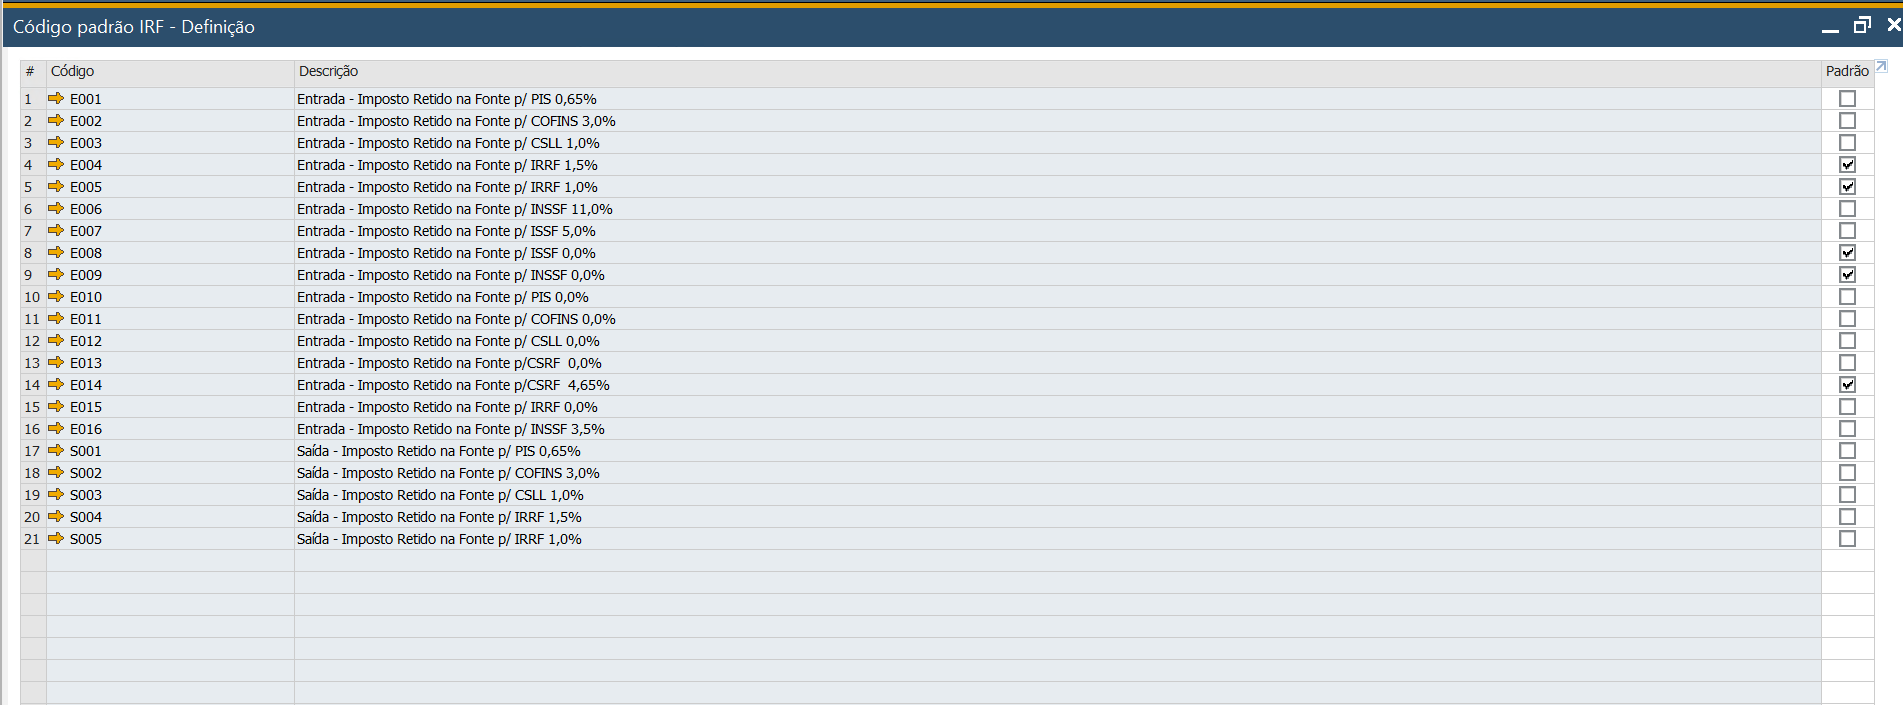 Código padrão IRF - Definição
# Código Descrição Padrão
1 E001 Entrada - Imposto Retido na Fonte p/ PIS 0,65%
2 E002 Entrada - Imposto Retido na Fonte p/ COFINS 3,0%
3 E003 Entrada - Imposto Retido na Fonte p/ CSLL 1,0%
4 E004 Entrada - Imposto Retido na Fonte p/ IRRF 1,5%
5 E005 Entrada - Imposto Retido na Fonte p/ IRRF 1,0%
6 E006 Entrada - Imposto Retido na Fonte p/ INSSF 11,0%
7 E007 Entrada - Imposto Retido na Fonte p/ ISSF 5,0%
8 E008 Entrada - Imposto Retido na Fonte p/ ISSF 0,0%
9 E009 Entrada - Imposto Retido na Fonte p/ INSSF 0,0%
10 E010 Entrada - Imposto Retido na Fonte p/ PIS 0,0%
11 E011 Entrada - Imposto Retido na Fonte p/ COFINS 0,0%
12 E012 Entrada - Imposto Retido na Fonte p/ CSLL 0,0%
13 E013 Entrada - Imposto Retido na Fonte p/CSRF  0,0%
14 E014 Entrada - Imposto Retido na Fonte p/CSRF  4,65%
15 E015 Entrada - Imposto Retido na Fonte p/ IRRF 0,0%
16 E016 Entrada - Imposto Retido na Fonte p/ INSSF 3,5%
17 S001 Saída - Imposto Retido na Fonte p/ PIS 0,65%
18 S002 Saída - Imposto Retido na Fonte p/ COFINS 3,0%
19 S003 Saída - Imposto Retido na Fonte p/ CSLL 1,0%
20 S004 Saída - Imposto Retido na Fonte p/ IRRF 1,5%
21 S005 Saída - Imposto Retido na Fonte p/ IRRF 1,0%